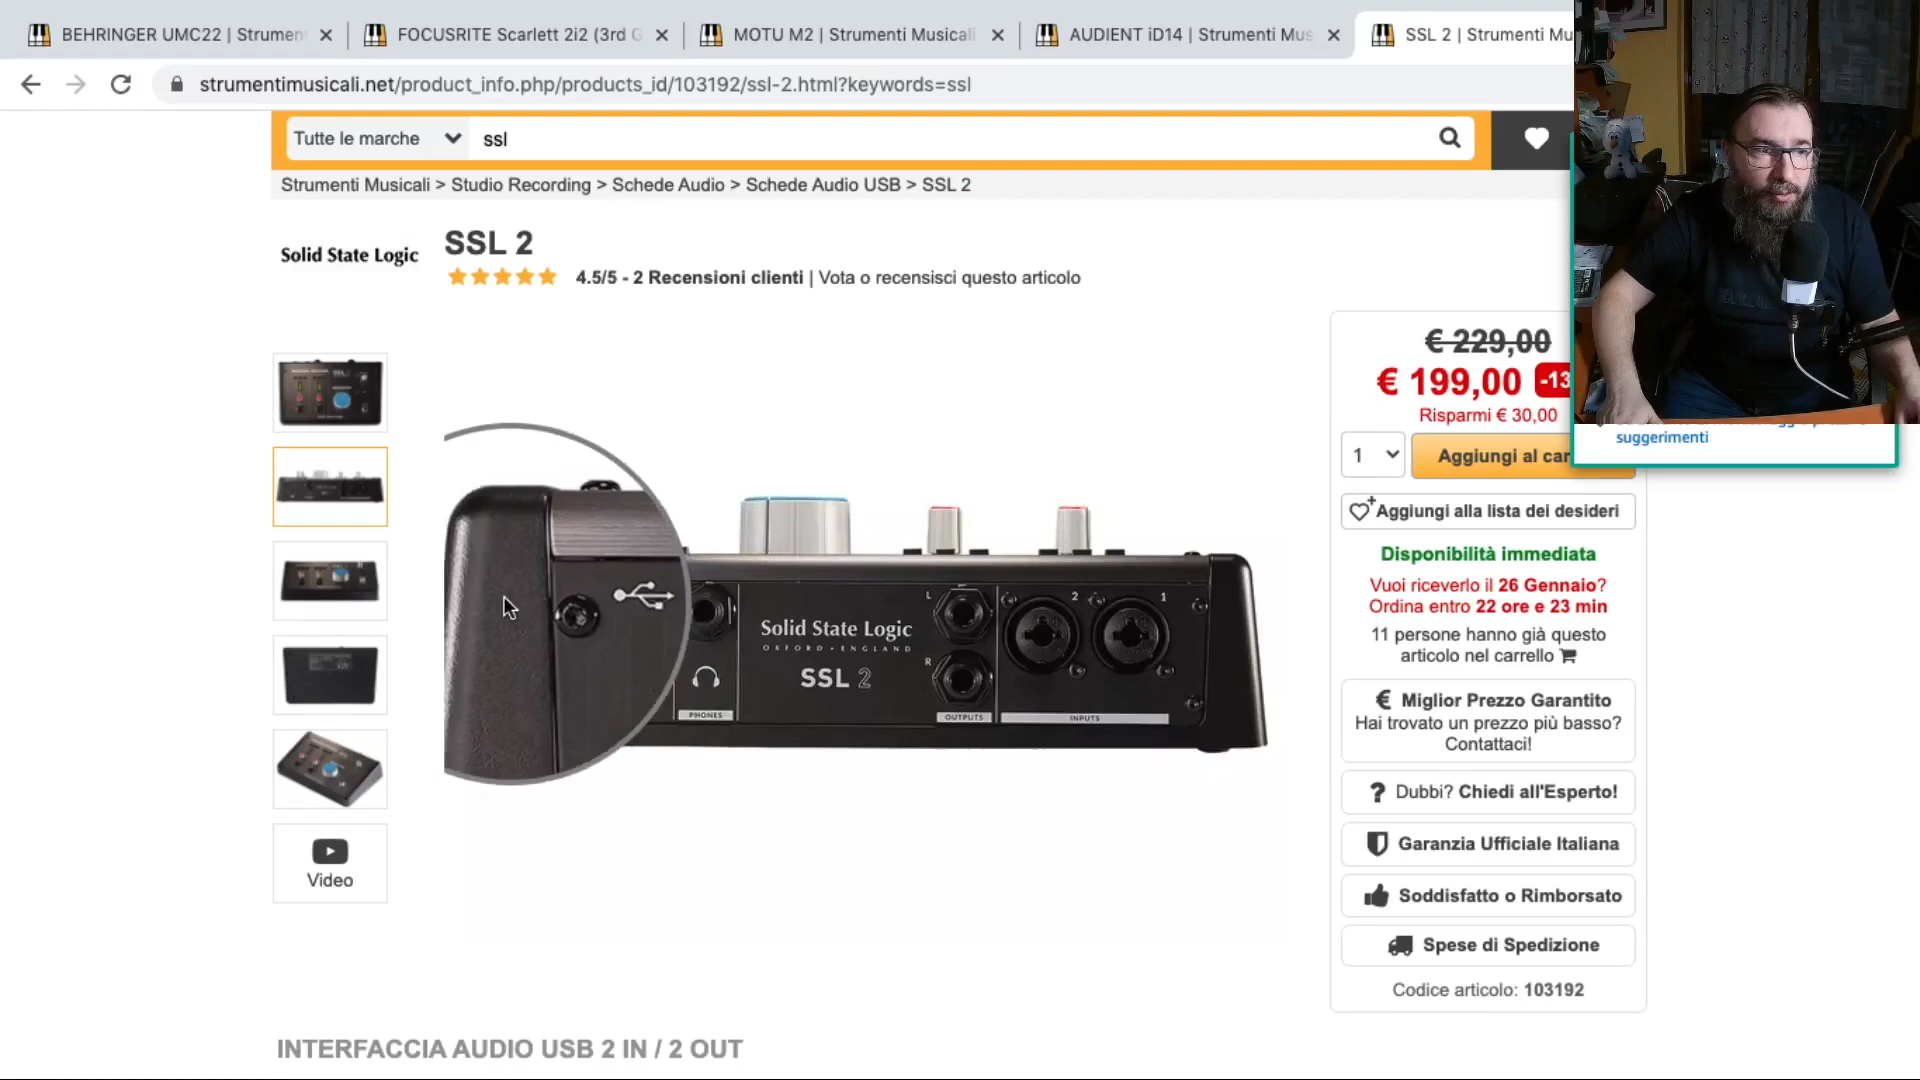 BEHRINGER UMC22 | Strumen
FOCUSRITE Scarlett 2i2 (3rd G
MOTU M2 | Strumenti Musicali
AUDIENT iD14 | Strumenti Mus
SSL 2 | Strumenti Mu
strumentimusicali.net/product_info.php/products_id/103192/ssl-2.html?keywords=ssl
Tutte le marche
ssl
Strumenti Musicali > Studio Recording > Schede Audio > Schede Audio USB > SSL 2
Solid State Logic
SSL 2
4.5/5 - 2 Recensioni clienti | Vota o recensisci questo articolo
€ 229,00
€ 199,00 -13
Risparmi € 30,00
suggerimenti
1
Aggiungi al car
Aggiungi alla lista dei desideri
Disponibilità immediata
Vuoi riceverlo il 26 Gennaio?
Ordina entro 22 ore e 23 min
11 persone hanno già questo
articolo nel carrello
€ Miglior Prezzo Garantito
Hai trovato un prezzo più basso?
Contattaci!
? Dubbi? Chiedi all'Esperto!
Garanzia Ufficiale Italiana
Soddisfatto o Rimborsato
Spese di Spedizione
Codice articolo: 103192
Video
L
R
2
1
Solid State Logic
OXFORD • ENGLAND
SSL 2
PHONES
OUTPUTS
INPUTS
INTERFACCIA AUDIO USB 2 IN / 2 OUT